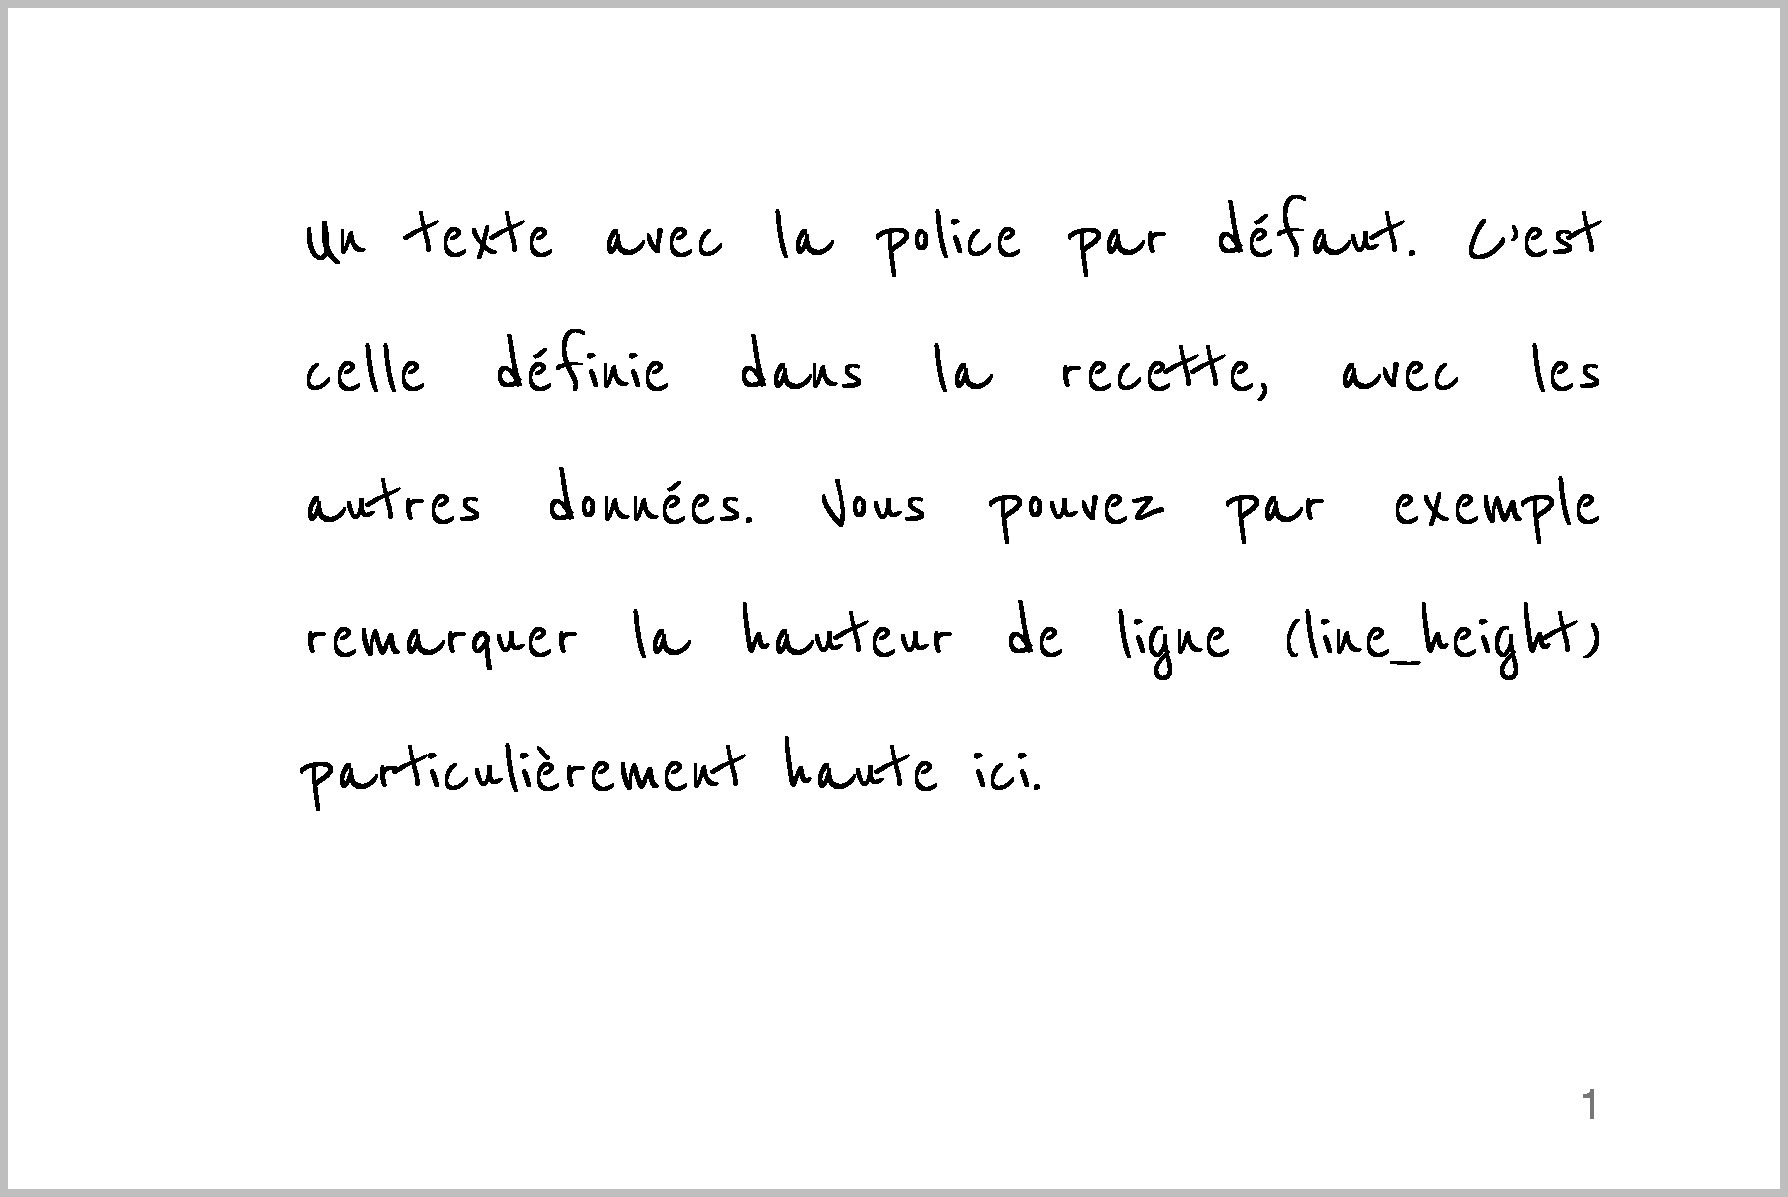 Un texte avec la police par défaut. C'est
celle définie dans la recette, avec les
autres données. Vous pouvez par exemple
remarquer la hauteur de ligne (line_height)
particulièrement haute ici.
1